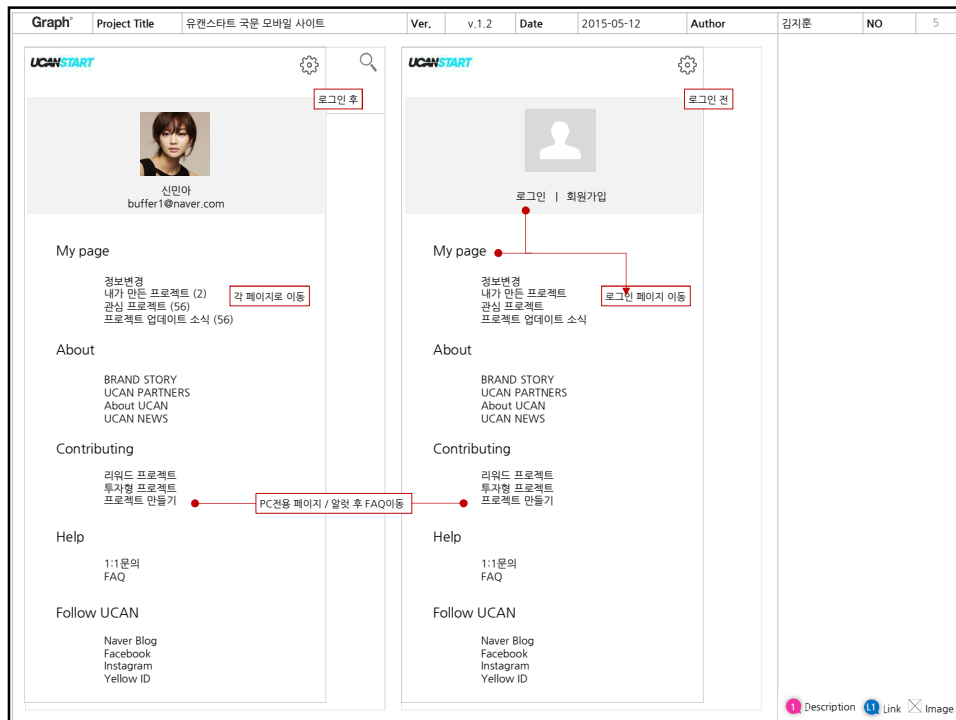 Graph° Project Title 유캔스타트 국문 모바일 사이트 Ver. v.1.2 Date 2015-05-12 Author 김지훈 NO 5
UCANSTART
로그인 후
신민아
buffer1@naver.com
My page
정보변경
내가 만든 프로젝트 (2)
관심 프로젝트 (56)
프로젝트 업데이트 소식 (56)
각 페이지로 이동
About
BRAND STORY
UCAN PARTNERS
About UCAN
UCAN NEWS
Contributing
리워드 프로젝트
투자형 프로젝트
프로젝트 만들기
PC전용 페이지 / 알럿 후 FAQ이동
Help
1:1문의
FAQ
Follow UCAN
Naver Blog
Facebook
Instagram
Yellow ID
UCANSTART
로그인 전
로그인 | 회원가입
My page
정보변경
내가 만든 프로젝트
관심 프로젝트
프로젝트 업데이트 소식
로그인 페이지 이동
About
BRAND STORY
UCAN PARTNERS
About UCAN
UCAN NEWS
Contributing
리워드 프로젝트
투자형 프로젝트
프로젝트 만들기
Help
1:1문의
FAQ
Follow UCAN
Naver Blog
Facebook
Instagram
Yellow ID
1 Description L1 Link Image